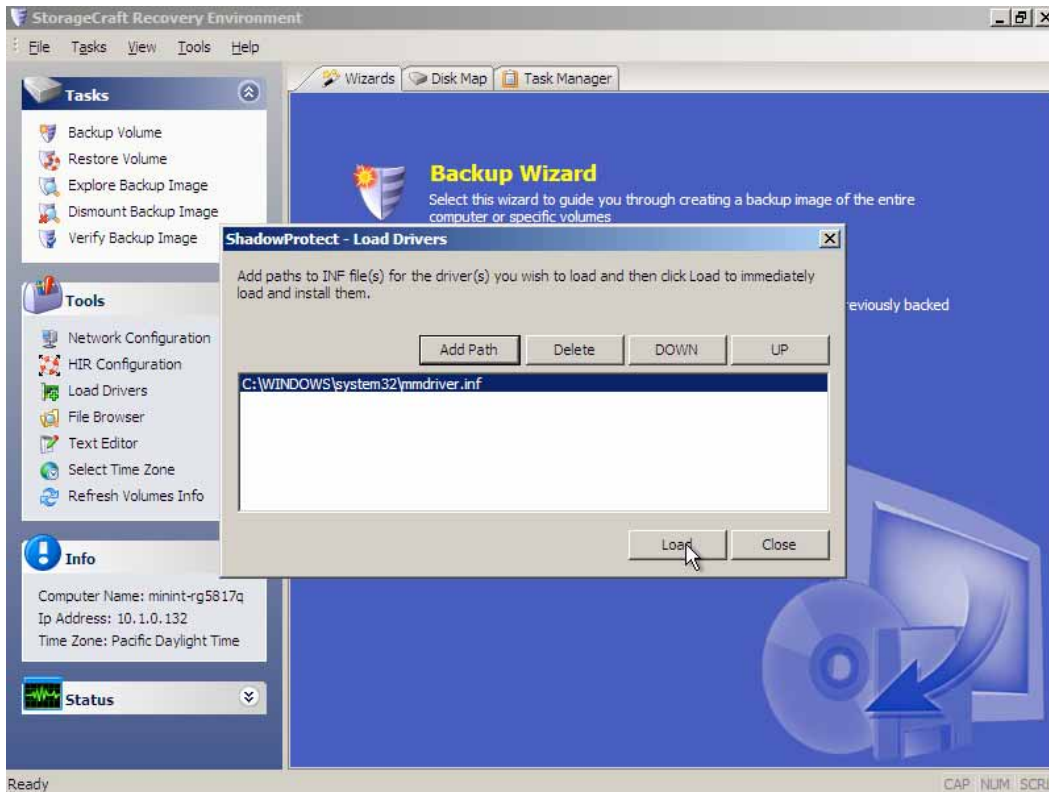 StorageCraft Recovery Environment
File Tasks View Tools Help
Tasks
Backup Volume
Restore Volume
Explore Backup Image
Dismount Backup Image
Verify Backup Image
Tools
Network Configuration
HIR Configuration
Load Drivers
File Browser
Text Editor
Select Time Zone
Refresh Volumes Info
Info
Computer Name: minint-rg5817q
Ip Address: 10.1.0.132
Time Zone: Pacific Daylight Time
Status
Wizards Disk Map Task Manager
Backup Wizard
Select this wizard to guide you through creating a backup image of the entire
computer or specific volumes
eviously backed
ShadowProtect - Load Drivers
Add paths to INF file(s) for the driver(s) you wish to load and then click Load to immediately
load and install them.
Add Path Delete DOWN UP
C:\WINDOWS\system32\mmdriver.inf
Load Close
Ready
CAP NUM SCRL